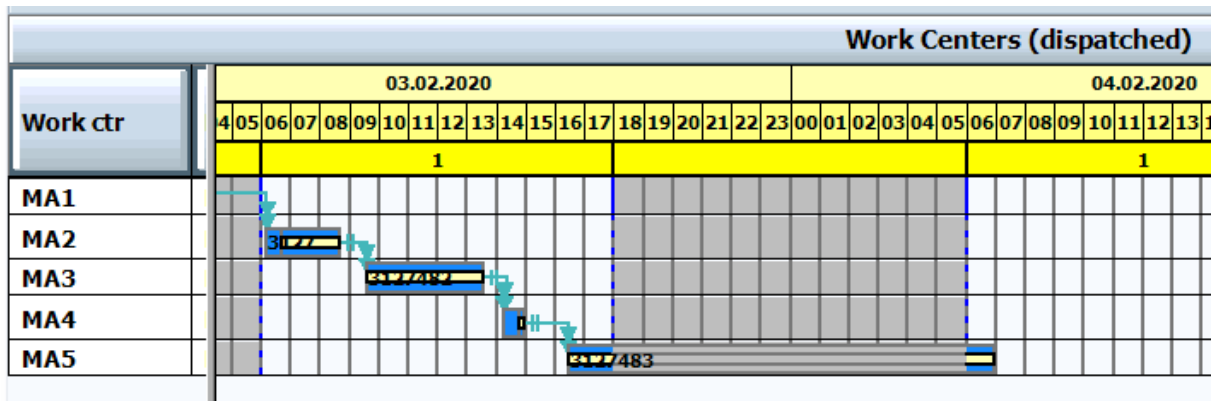 Work Centers (dispatched)
Work ctr
03.02.2020 04.02.2020
04 05 06 07 08 09 10 11 12 13 14 15 16 17 18 19 20 21 22 23 00 01 02 03 04 05 06 07 08 09 10 11 12 13
1 1
MA1
MA2 3127
MA3 3127482
MA4
MA5 3127483